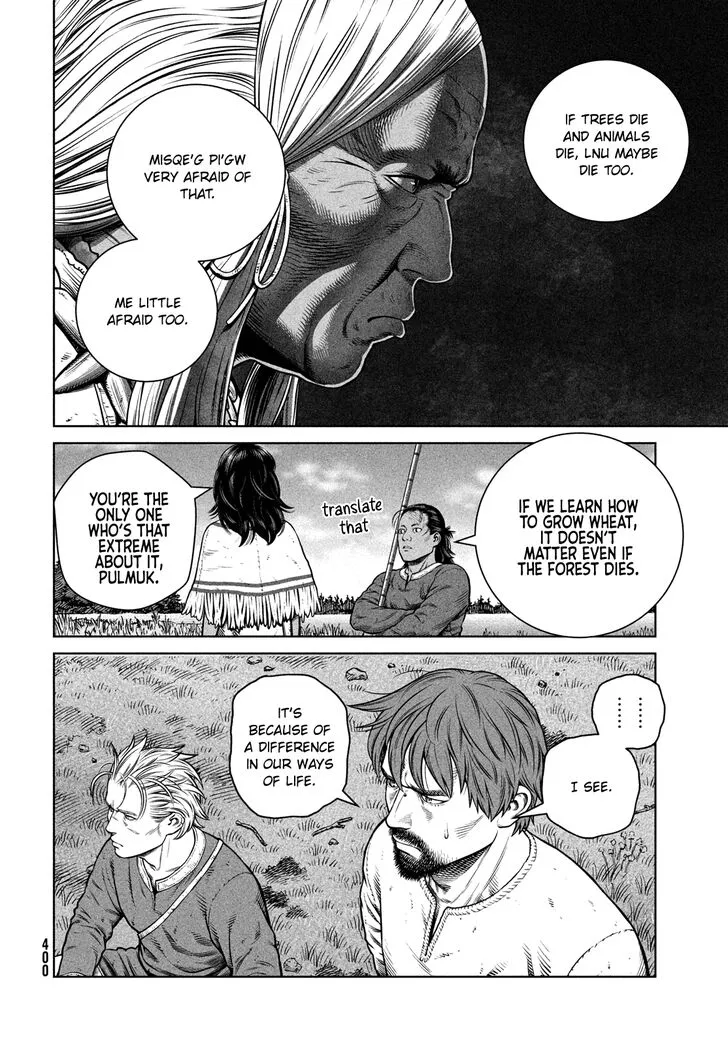 IF TREES DIE
AND ANIMALS
DIE, LNU MAYBE
DIE TOO.
MISQE'G PI'GW
VERY AFRAID OF
THAT.
ME LITTLE
AFRAID TOO.
IF WE LEARN HOW
TO GROW WHEAT,
IT DOESN'T
MATTER EVEN IF
THE FOREST DIES.
translate
that
YOU'RE THE
ONLY ONE
WHO'S THAT
EXTREME
ABOUT IT,
PULMUK.
......
I SEE.
IT'S
BECAUSE OF
A DIFFERENCE
IN OUR WAYS
OF LIFE.
400